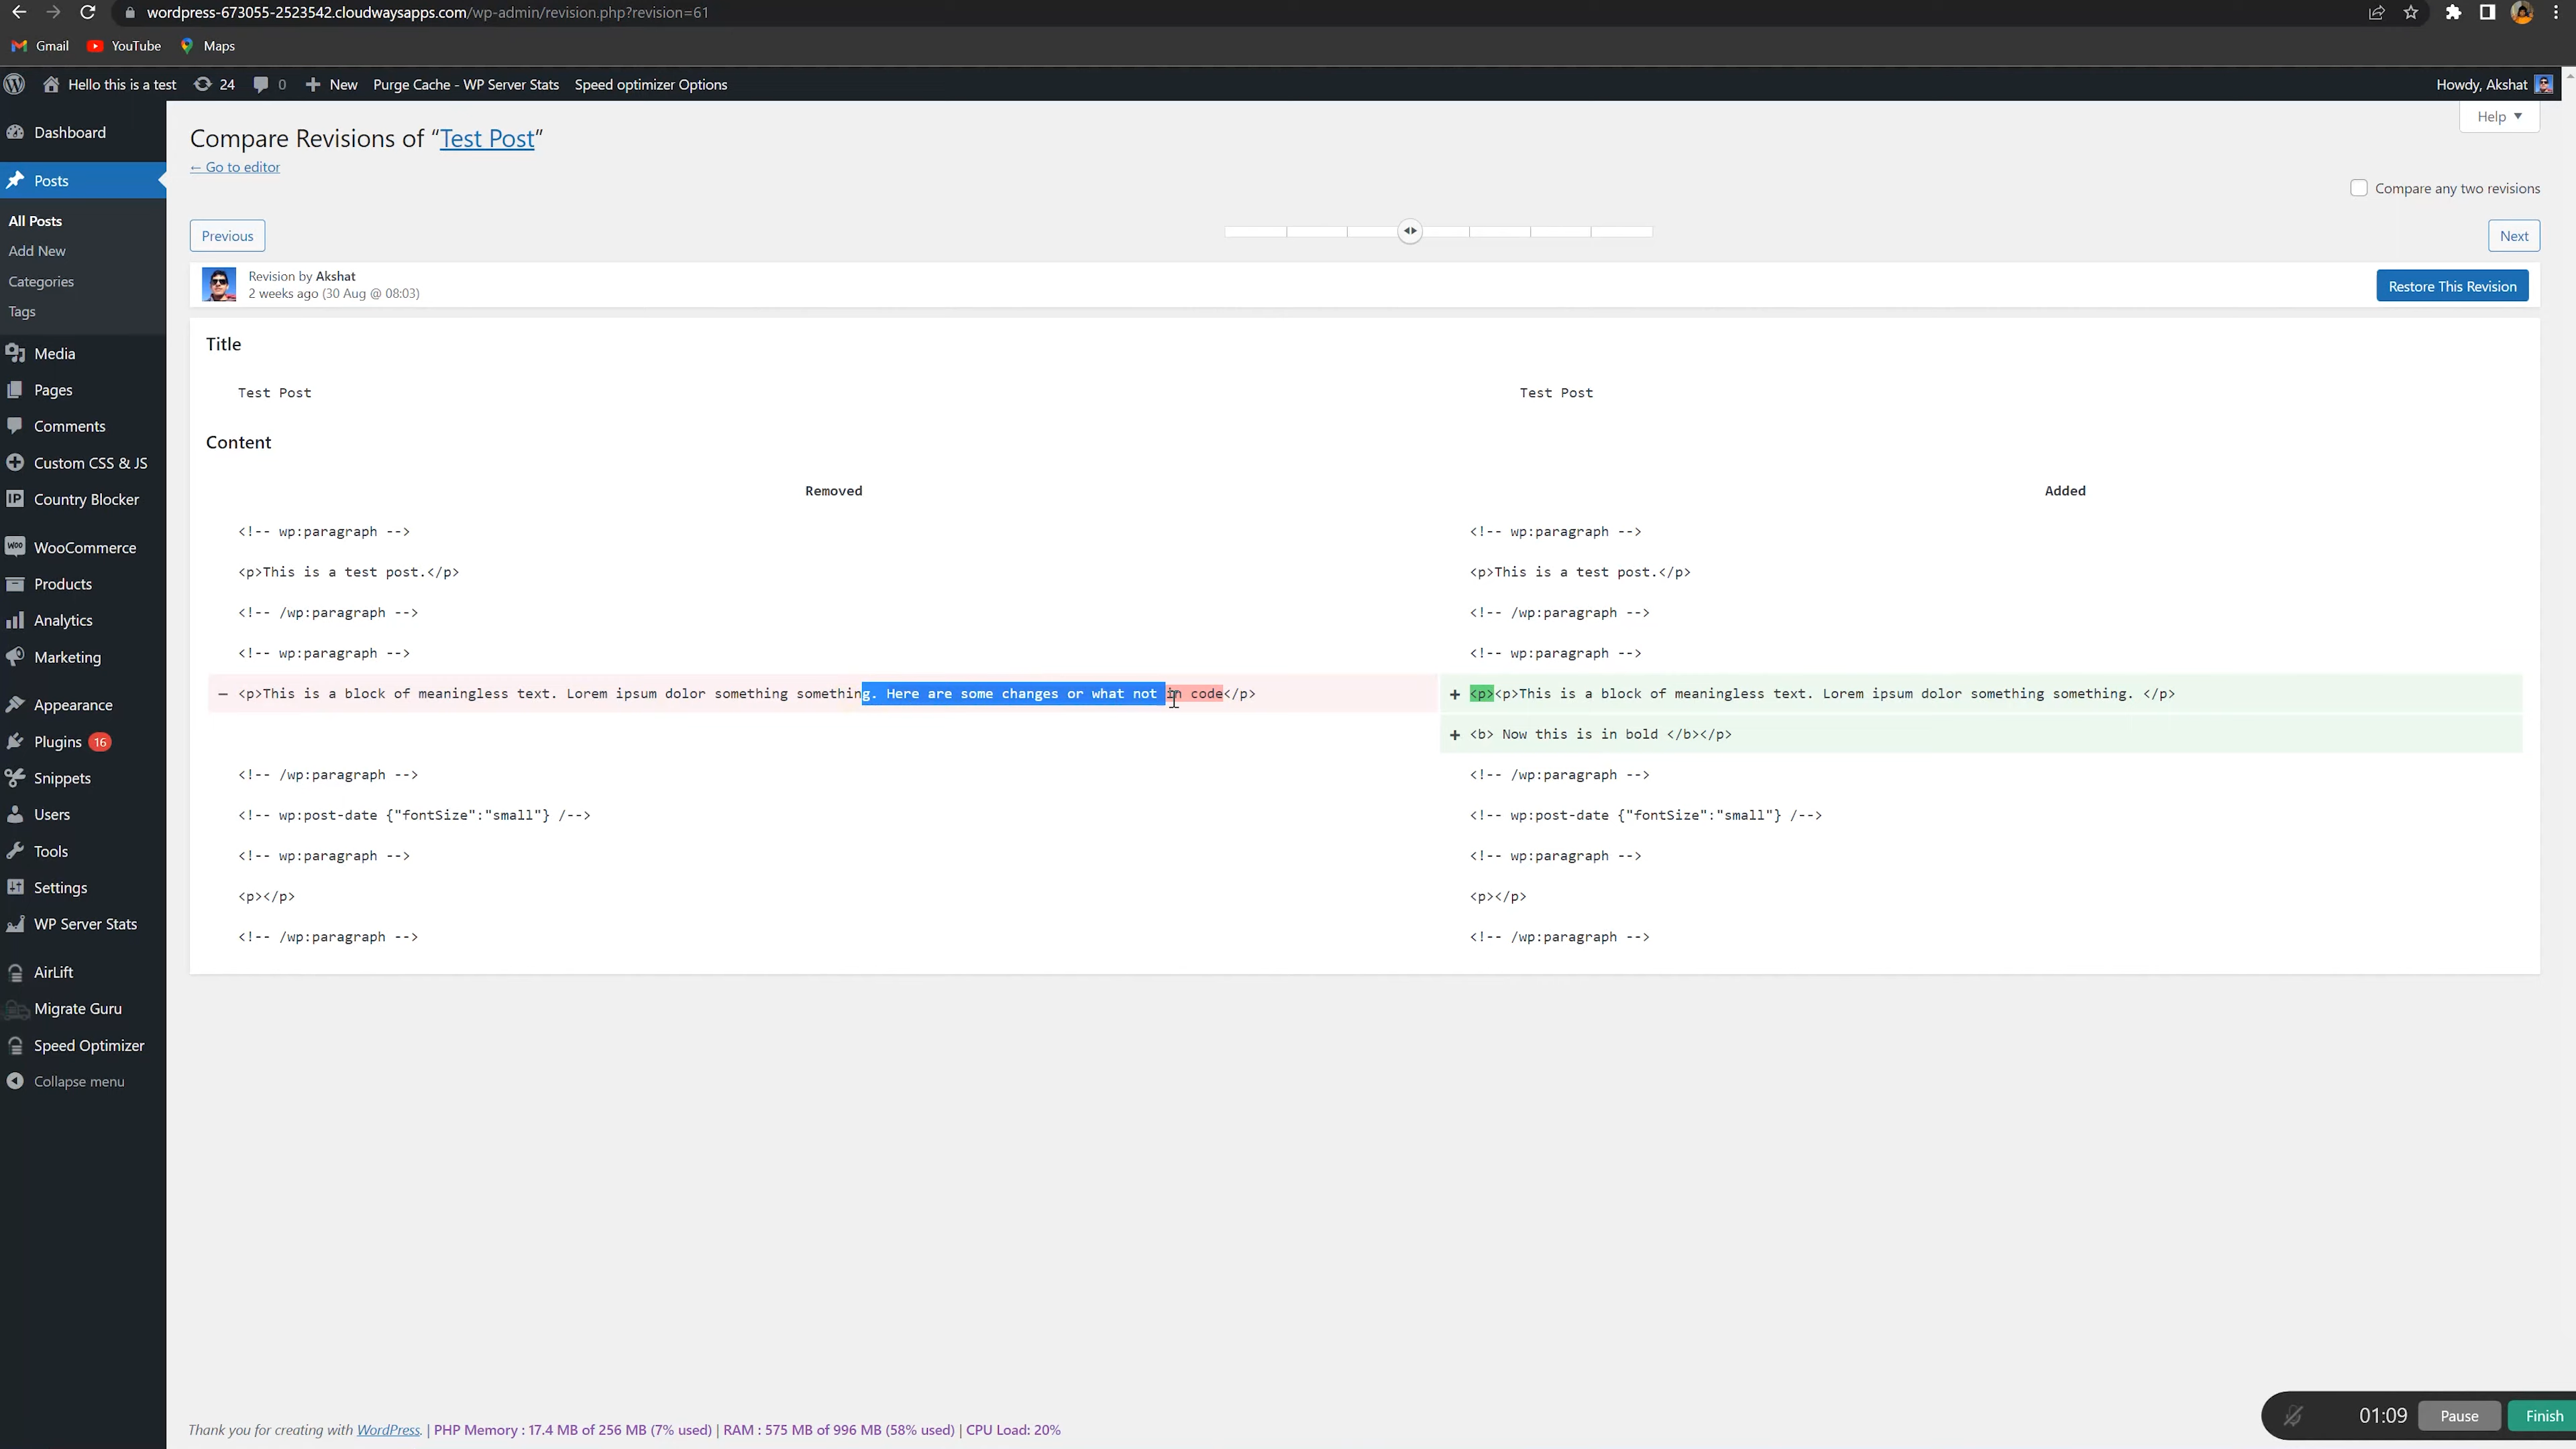 wordpress-673055-2523542.cloudwaysapps.com/wp-admin/revision.php?revision=61
Gmail YouTube Maps
Hello this is a test 24 0 New Purge Cache - WP Server Stats Speed optimizer Options Howdy, Akshat
Dashboard
Posts
All Posts
Add New
Categories
Tags
Media
Pages
Comments
Custom CSS & JS
Country Blocker
WooCommerce
Products
Analytics
Marketing
Appearance
Plugins 16
Snippets
Users
Tools
Settings
WP Server Stats
AirLift
Migrate Guru
Speed Optimizer
Collapse menu
Help ▼
Compare Revisions of “Test Post”
← Go to editor
Compare any two revisions
Previous Next
Revision by Akshat
2 weeks ago (30 Aug @ 08:03)
Restore This Revision
Title
Test Post Test Post
Content
Removed Added
<!-- wp:paragraph --> <!-- wp:paragraph -->
<p>This is a test post.</p> <p>This is a test post.</p>
<!-- /wp:paragraph --> <!-- /wp:paragraph -->
<!-- wp:paragraph --> <!-- wp:paragraph -->
− <p>This is a block of meaningless text. Lorem ipsum dolor something something. Here are some changes or what not in code</p> + <p><p>This is a block of meaningless text. Lorem ipsum dolor something something. </p>
+ <b> Now this is in bold </b></p>
<!-- /wp:paragraph --> <!-- /wp:paragraph -->
<!-- wp:post-date {"fontSize":"small"} /--> <!-- wp:post-date {"fontSize":"small"} /-->
<!-- wp:paragraph --> <!-- wp:paragraph -->
<p></p> <p></p>
<!-- /wp:paragraph --> <!-- /wp:paragraph -->
Thank you for creating with WordPress. | PHP Memory : 17.4 MB of 256 MB (7% used) | RAM : 575 MB of 996 MB (58% used) | CPU Load: 20%
01:09 Pause Finish